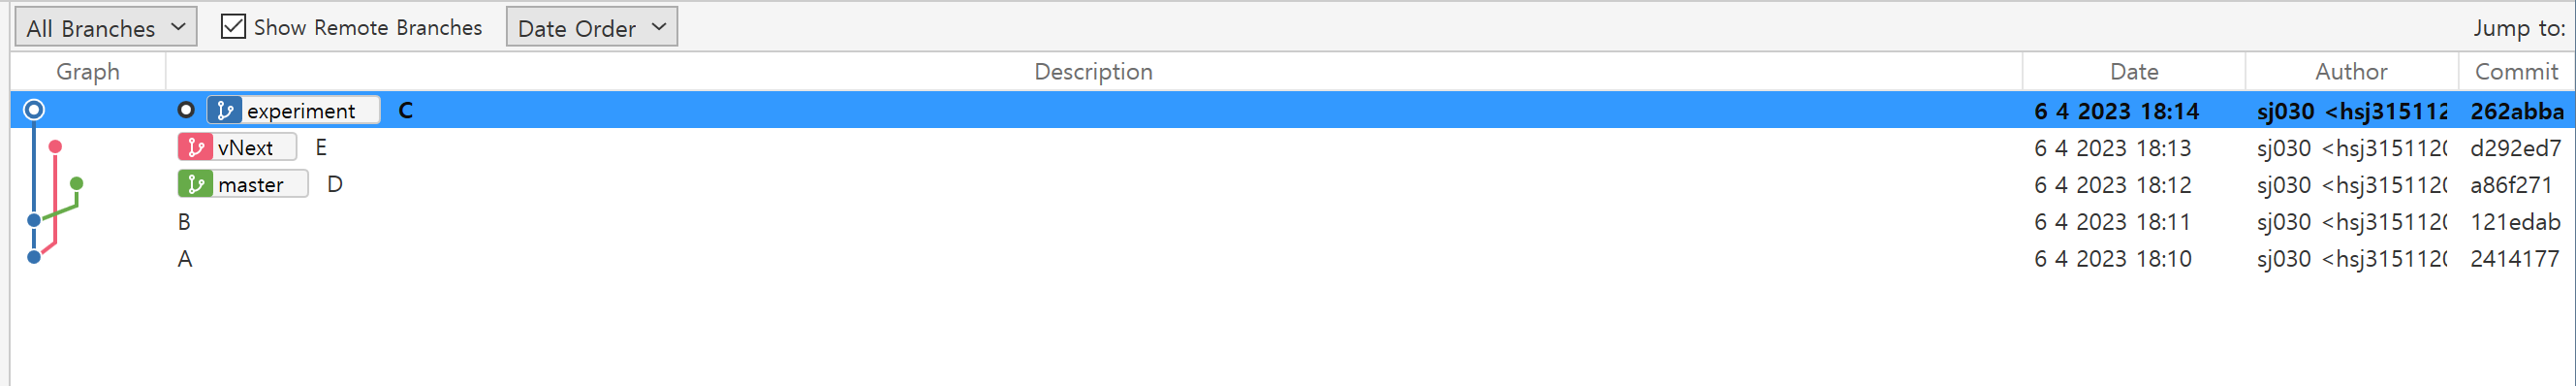 All Branches Show Remote Branches Date Order Jump to:
Graph Description Date Author Commit
experiment C 6 4 2023 18:14 sj030 <hsj315112 262abba
vNext E 6 4 2023 18:13 sj030 <hsj3151120 d292ed7
master D 6 4 2023 18:12 sj030 <hsj3151120 a86f271
B 6 4 2023 18:11 sj030 <hsj3151120 121edab
A 6 4 2023 18:10 sj030 <hsj3151120 2414177